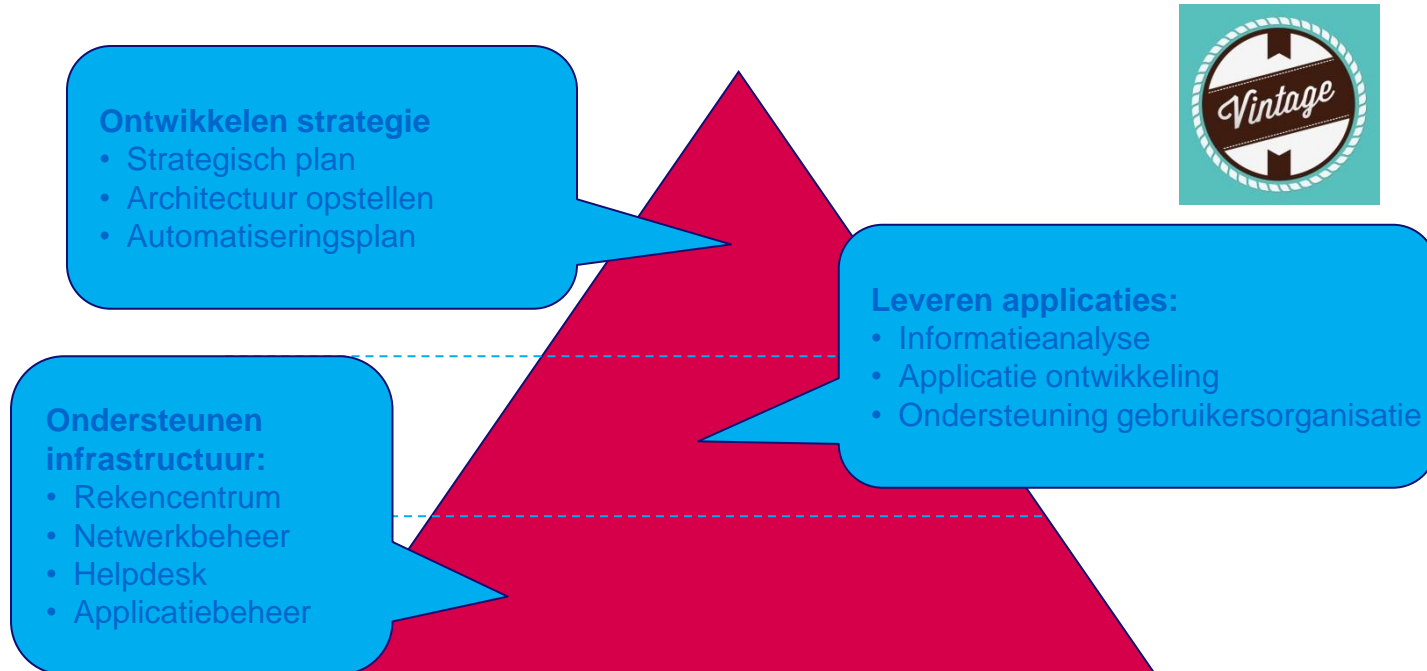 Vintage
Ontwikkelen strategie
• Strategisch plan
• Architectuur opstellen
• Automatiseringsplan
Leveren applicaties:
• Informatieanalyse
• Applicatie ontwikkeling
• Ondersteuning gebruikersorganisatie
Ondersteunen
infrastructuur:
• Rekencentrum
• Netwerkbeheer
• Helpdesk
• Applicatiebeheer